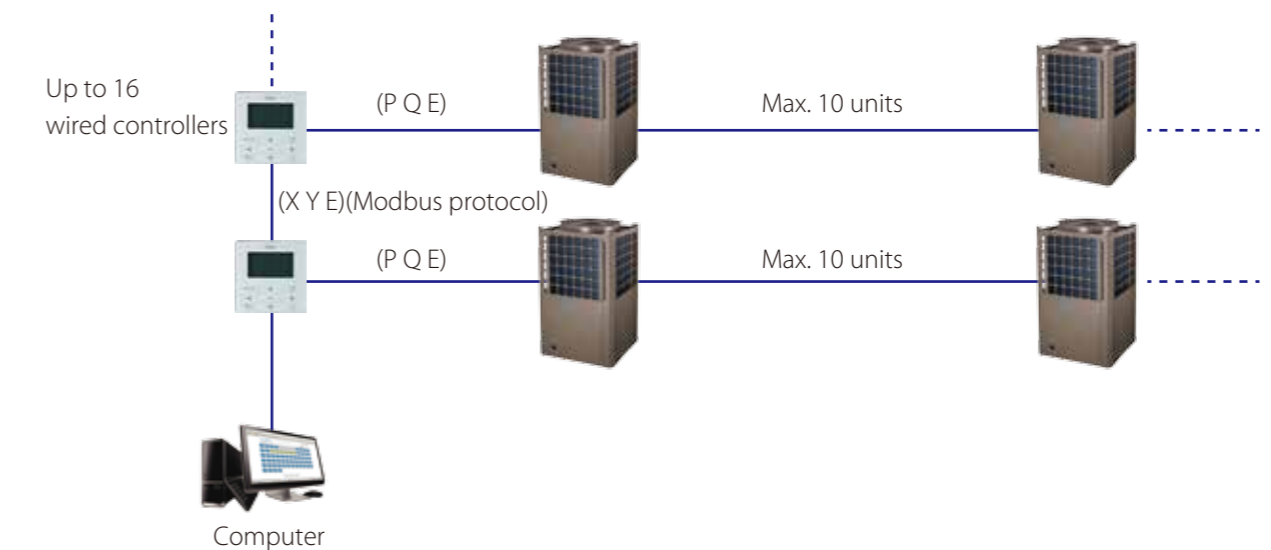 Up to 16
wired controllers
(P Q E)
Max. 10 units
(X Y E)(Modbus protocol)
(P Q E)
Max. 10 units
Computer